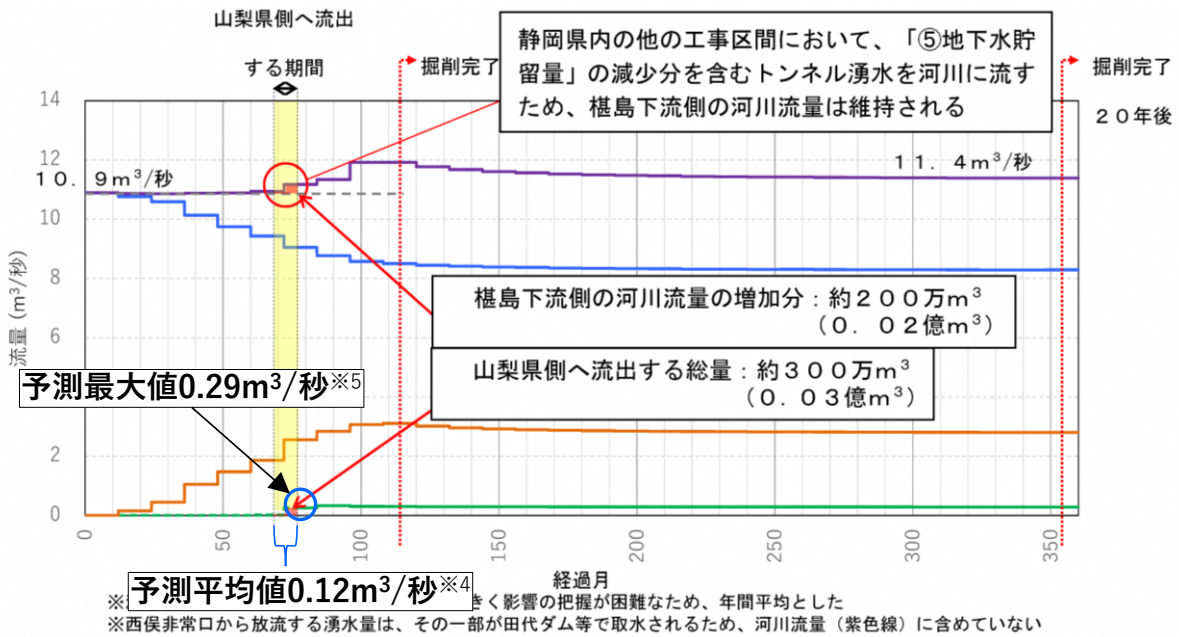 山梨県側へ流出
する期間
静岡県内の他の工事区間において、「⑤地下水貯
留量」の減少分を含むトンネル湧水を河川に流す
ため、椹島下流側の河川流量は維持される
掘削完了
掘削完了
20年後
14
12
10
8
6
2
0
流量 (m³/秒)
10.9m³/秒
11.4m³/秒
椹島下流側の河川流量の増加分:約200万m³
(0.02億m³)
山梨県側へ流出する総量:約300万m³
(0.03億m³)
予測最大値0.29m³/秒※5
0
50
100
150
200
250
300
350
経過月
予測平均値0.12m³/秒※4
きく影響の把握が困難なため、年間平均とした
※西俣非常口から放流する湧水量は、その一部が田代ダム等で取水されるため、河川流量(紫色線)に含めていない